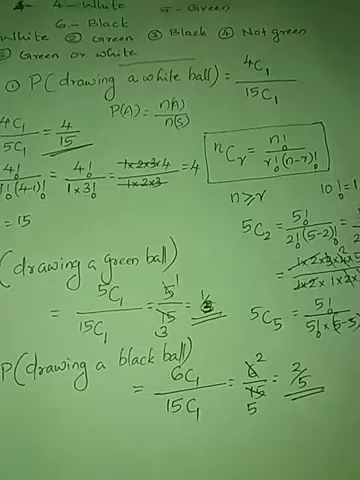 4 - White 5 - Green
6 - Black
White ② Green ③ Black ④ Not green
⑤ Green or white
① P(drawing a white ball) = 4C₁ / 15C₁
P(A) = n(A) / n(S)
4C₁ / 5C₁ = 4 / 15
nCr = n! / r!(n-r)!
4! / 1!(4-1)! = 4! / 1×3! = 1×2×3×4 / 1×2×3 = 4
n≥r
= 15
5C₂ = 5! / 2!(5-2)! =
(drawing a green ball)
= 5C₁ / 15C₁ = 5 / 15 = 1/3
5C₅ = 5! / 5!×(5-5)
P(drawing a black ball)
= 6C₁ / 15C₁ = 6 / 15 = 2/5